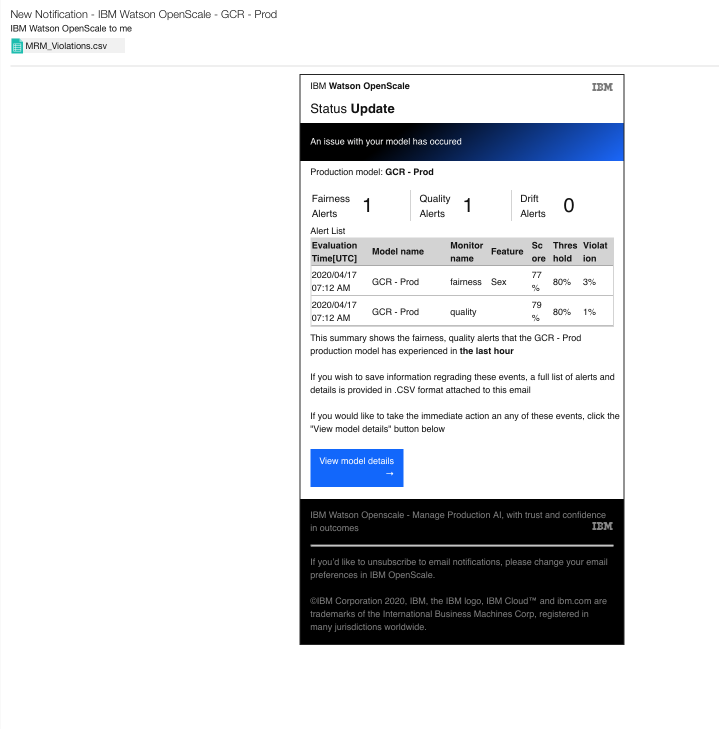 New Notification - IBM Watson OpenScale - GCR - Prod
IBM Watson OpenScale to me
MRM_Violations.csv
IBM Watson OpenScale IBM
Status Update
An issue with your model has occured
Production model: GCR - Prod
Fairness Alerts 1 Quality Alerts 1 Drift Alerts 0
Alert List
Evaluation Time[UTC] Model name Monitor name Feature Sc ore Thres hold Violat ion
2020/04/17 07:12 AM GCR - Prod fairness Sex 77 % 80% 3%
2020/04/17 07:12 AM GCR - Prod quality 79 % 80% 1%
This summary shows the fairness, quality alerts that the GCR - Prod
production model has experienced in the last hour
If you wish to save information regrading these events, a full list of alerts and
details is provided in .CSV format attached to this email
If you would like to take the immediate action an any of these events, click the
"View model details" button below
View model details
→
IBM Watson Openscale - Manage Production AI, with trust and confidence
in outcomes IBM
If you'd like to unsubscribe to email notifications, please change your email
preferences in IBM OpenScale.
©IBM Corporation 2020, IBM, the IBM logo, IBM Cloud™ and ibm.com are
trademarks of the International Business Machines Corp, registered in
many jurisdictions worldwide.